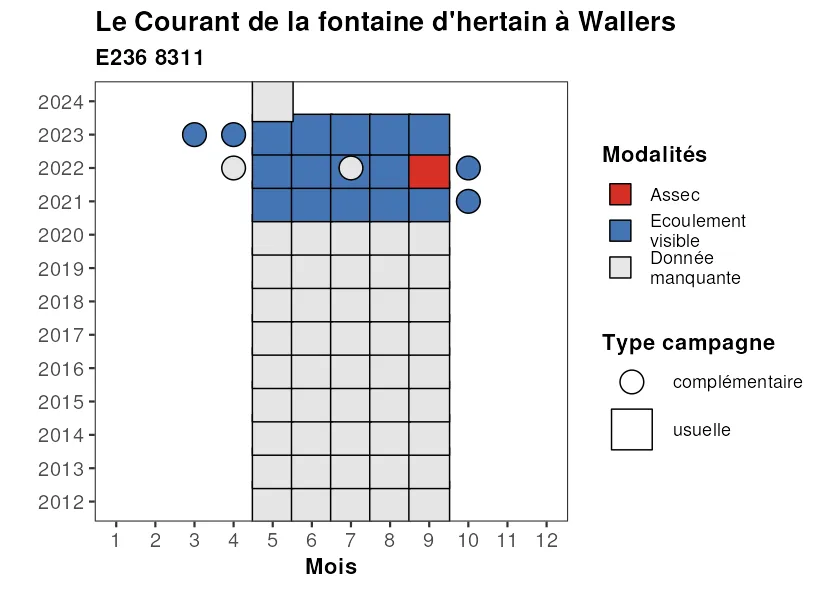 Le Courant de la fontaine d'hertain à Wallers
E236 8311
2024
2023
2022
2021
2020
2019
2018
2017
2016
2015
2014
2013
2012
1 2 3 4 5 6 7 8 9 10 11 12
Mois
Modalités
Assec
Ecoulement
visible
Donnée
manquante
Type campagne
complémentaire
usuelle